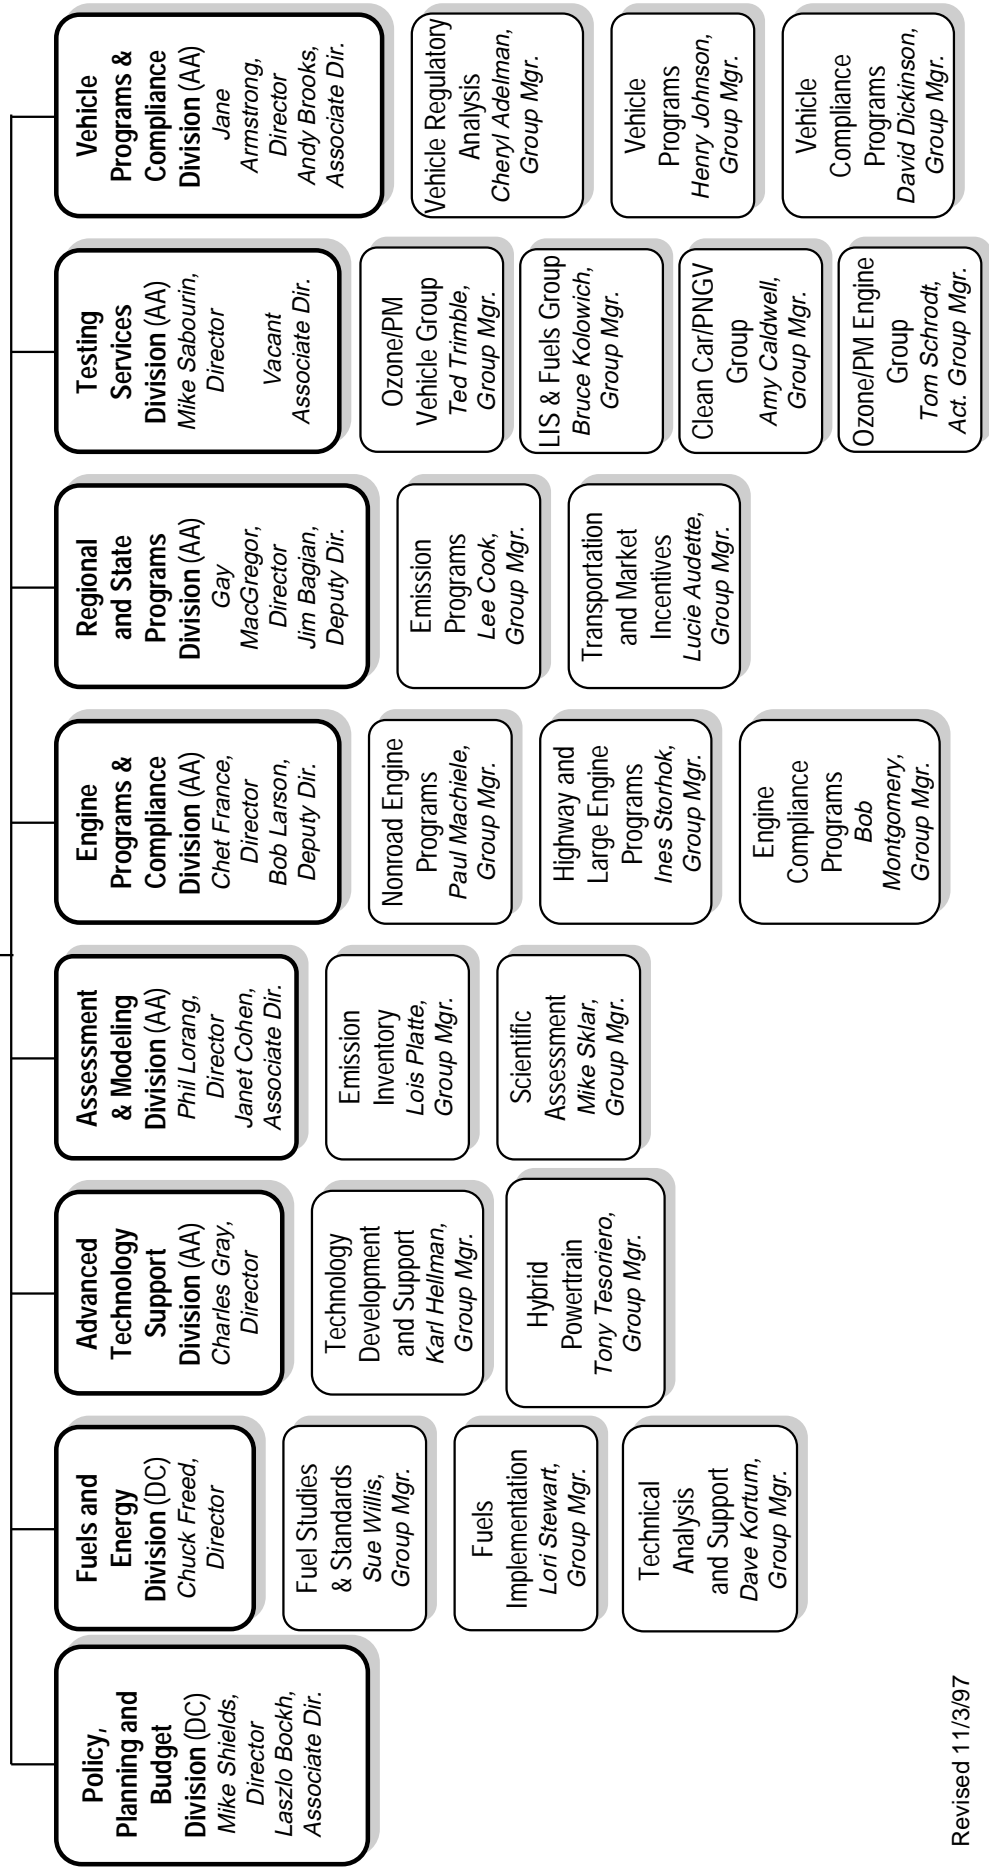 Policy,
Planning and
Budget
Division (DC)
Mike Shields,
Director
Laszlo Bockh,
Associate Dir.
Fuels and
Energy
Division (DC)
Chuck Freed,
Director
Fuel Studies
& Standards
Sue Willis,
Group Mgr.
Fuels
Implementation
Lori Stewart,
Group Mgr.
Technical
Analysis
and Support
Dave Kortum,
Group Mgr.
Advanced
Technology
Support
Division (AA)
Charles Gray,
Director
Technology
Development
and Support
Karl Hellman,
Group Mgr.
Hybrid
Powertrain
Tony Tesoriero,
Group Mgr.
Assessment
& Modeling
Division (AA)
Phil Lorang,
Director
Janet Cohen,
Associate Dir.
Emission
Inventory
Lois Platte,
Group Mgr.
Scientific
Assessment
Mike Sklar,
Group Mgr.
Engine
Programs &
Compliance
Division (AA)
Chet France,
Director
Bob Larson,
Deputy Dir.
Nonroad Engine
Programs
Paul Machiele,
Group Mgr.
Highway and
Large Engine
Programs
Ines Storhok,
Group Mgr.
Engine
Compliance
Programs
Bob
Montgomery,
Group Mgr.
Regional
and State
Programs
Division (AA)
Gay
MacGregor,
Director
Jim Bagian,
Deputy Dir.
Emission
Programs
Lee Cook,
Group Mgr.
Transportation
and Market
Incentives
Lucie Audette,
Group Mgr.
Testing
Services
Division (AA)
Mike Sabourin,
Director
Vacant
Associate Dir.
Ozone/PM
Vehicle Group
Ted Trimble,
Group Mgr.
LIS & Fuels Group
Bruce Kolowich,
Group Mgr.
Clean Car/PNGV
Group
Amy Caldwell,
Group Mgr.
Ozone/PM Engine
Group
Tom Schrodt,
Act. Group Mgr.
Vehicle
Programs &
Compliance
Division (AA)
Jane
Armstrong,
Director
Andy Brooks,
Associate Dir.
Vehicle Regulatory
Analysis
Cheryl Adelman,
Group Mgr.
Vehicle
Programs
Henry Johnson,
Group Mgr.
Vehicle
Compliance
Programs
David Dickinson,
Group Mgr.
Revised 11/3/97